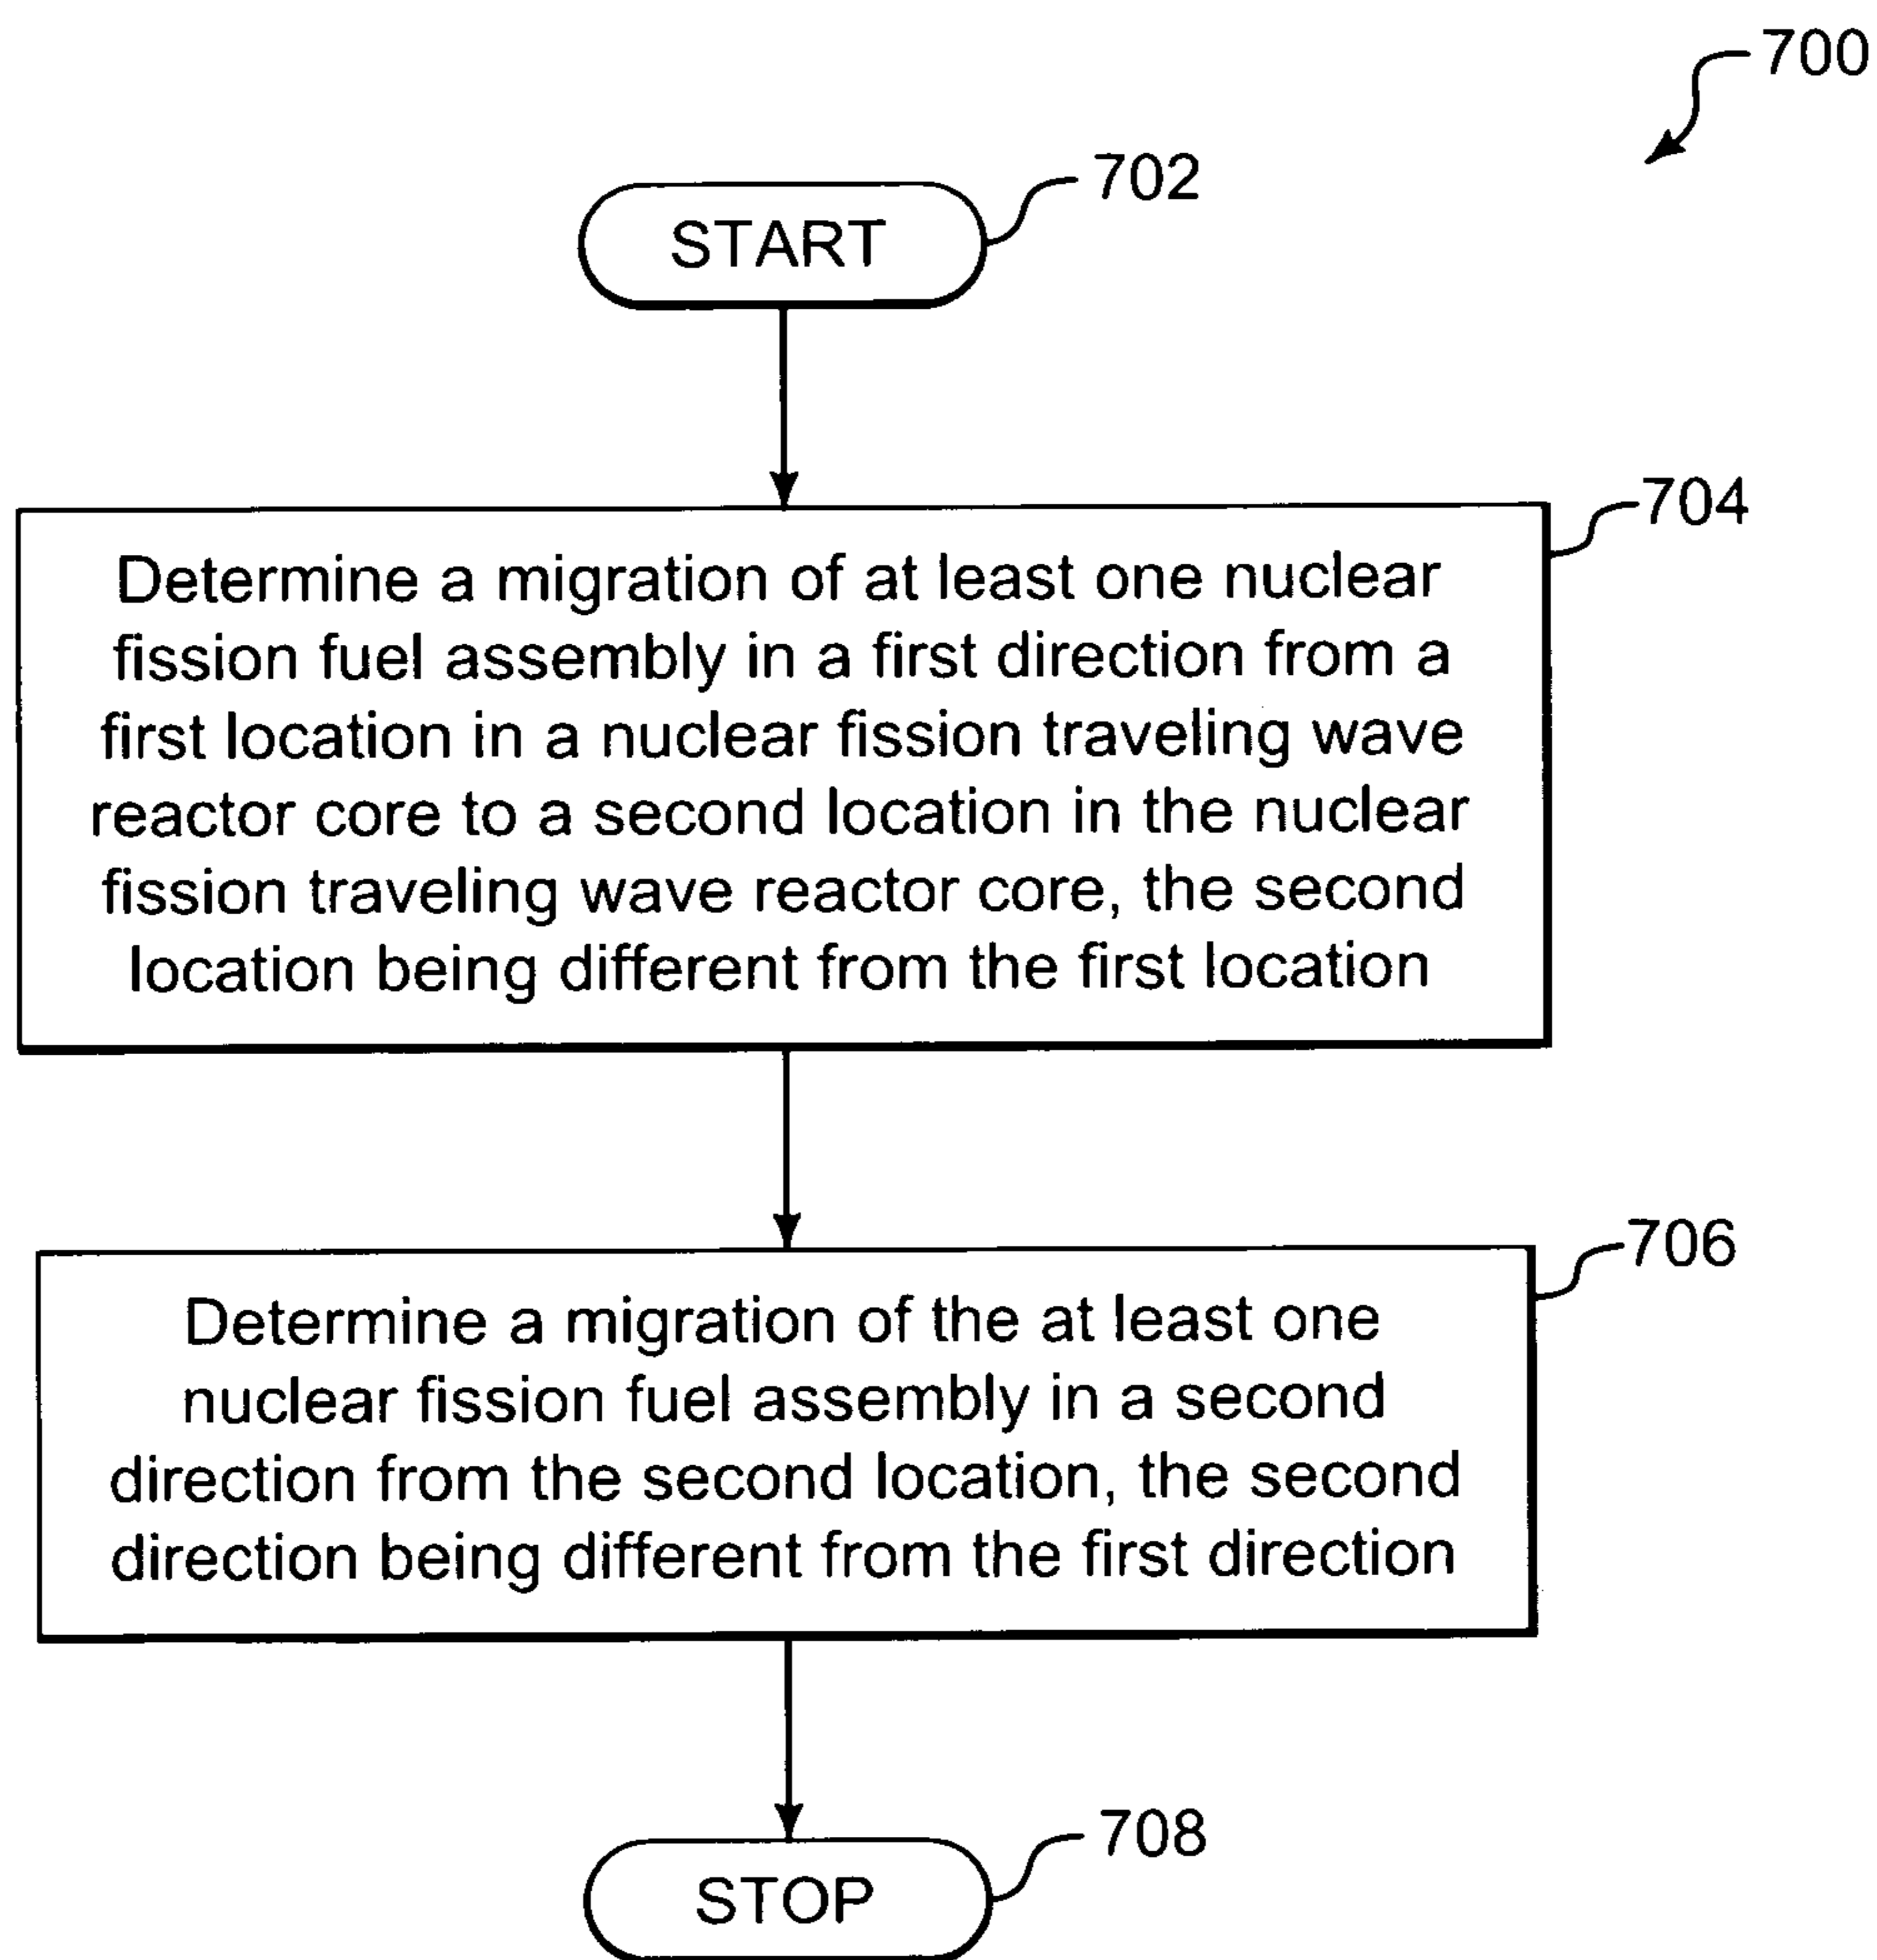 700
702
START
704
Determine a migration of at least one nuclear
fission fuel assembly in a first direction from a
first location in a nuclear fission traveling wave
reactor core to a second location in the nuclear
fission traveling wave reactor core, the second
location being different from the first location
706
Determine a migration of the at least one
nuclear fission fuel assembly in a second
direction from the second location, the second
direction being different from the first direction
708
STOP